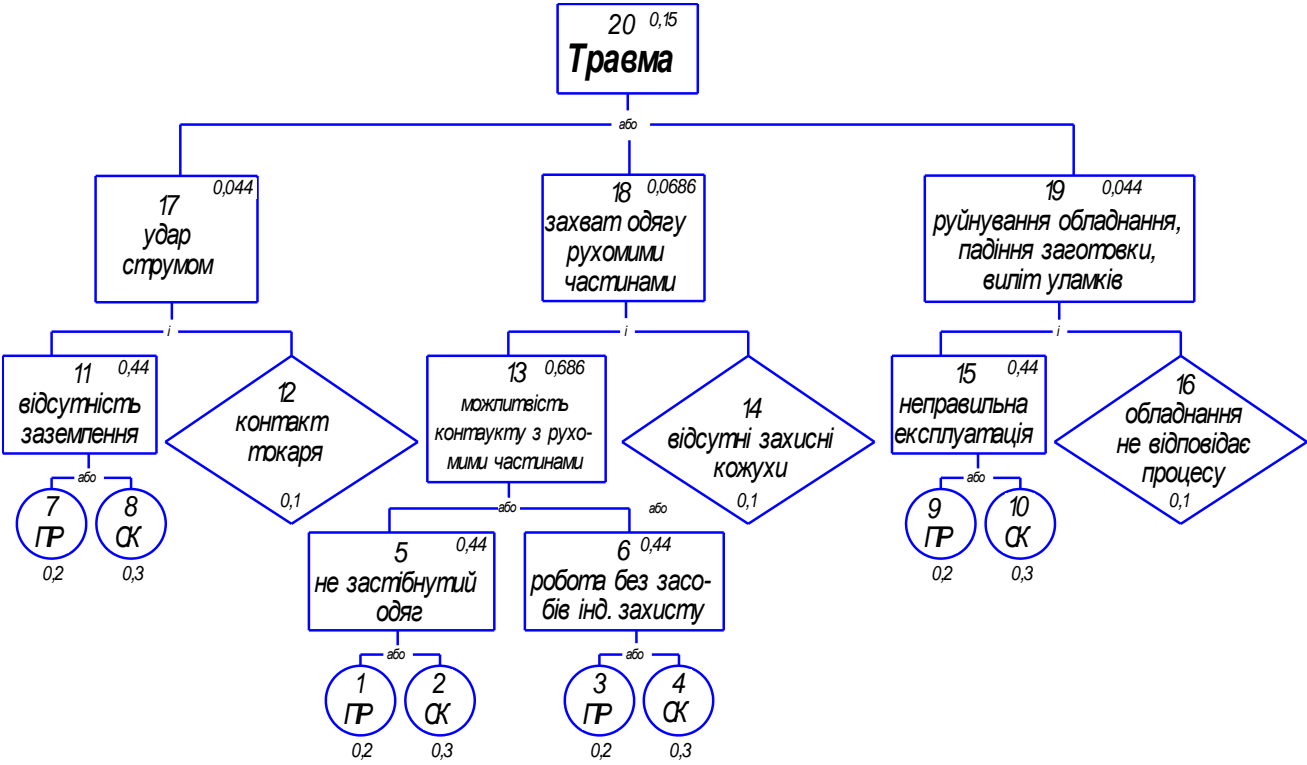 20 0,15
Травма
або
17 0,044
удар
струмом
18 0,0686
захват одягу
рухомими
частинами
19 0,044
руйнування обладнання,
падіння заготовки,
виліт уламків
і
і
і
11 0,44
відсутність
заземлення
12
контакт
токаря
0,1
13 0,686
можлитвість
контаукту з рухо-
мими частинами
14
відсутні захисні
кожухи
0,1
15 0,44
неправильна
експлуатація
16
обладнання
не відповідає
процесу
0,1
або
7
ПР
0,2
8
СК
0,3
або
або
або
9
ПР
0,2
10
СК
0,3
5 0,44
не застібнутий
одяг
6 0,44
робота без засо-
бів інд. захисту
або
1
ПР
0,2
2
СК
0,3
або
3
ПР
0,2
4
СК
0,3